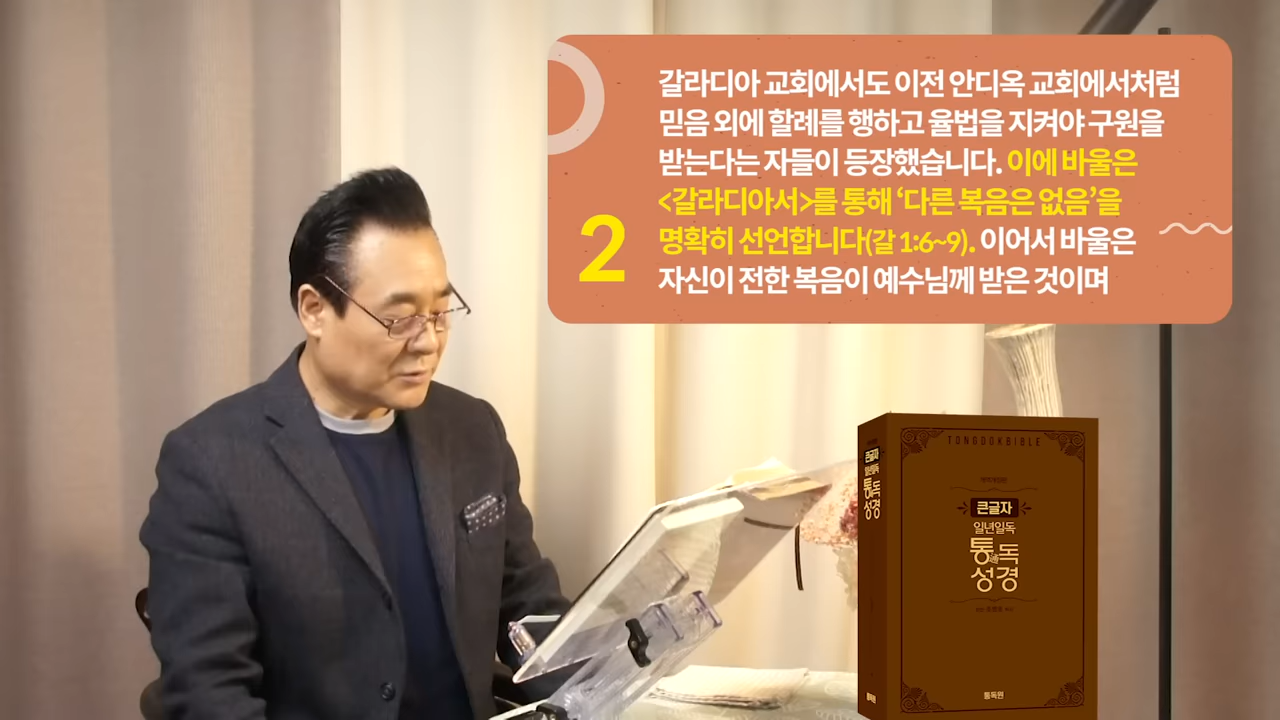 갈라디아 교회에서도 이전 안디옥 교회에서처럼
믿음 외에 할례를 행하고 율법을 지켜야 구원을
받는다는 자들이 등장했습니다. 이에 바울은
<갈라디아서>를 통해 ‘다른 복음은 없음’을
2 명확히 선언합니다(갈 1:6~9). 이어서 바울은
자신이 전한 복음이 예수님께 받은 것이며
TONGDOKBIBLE
큰글자
일년일독
통독
성경
통독원
큰글자
일년일독
통독
성경
통독원